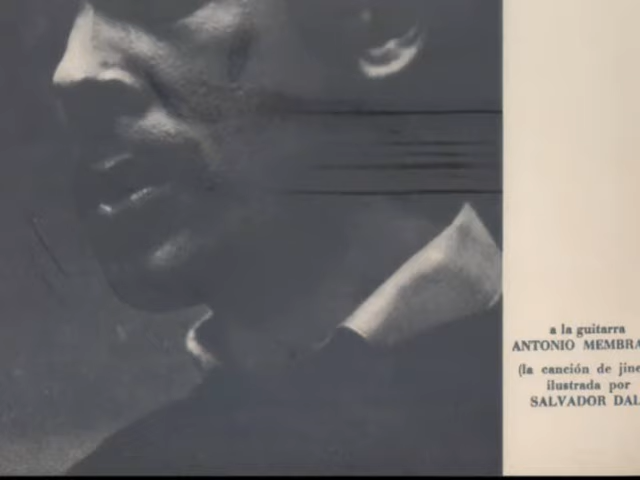 a la guitarra
ANTONIO MEMBRA
(la canción de jine
ilustrada por
SALVADOR DAL